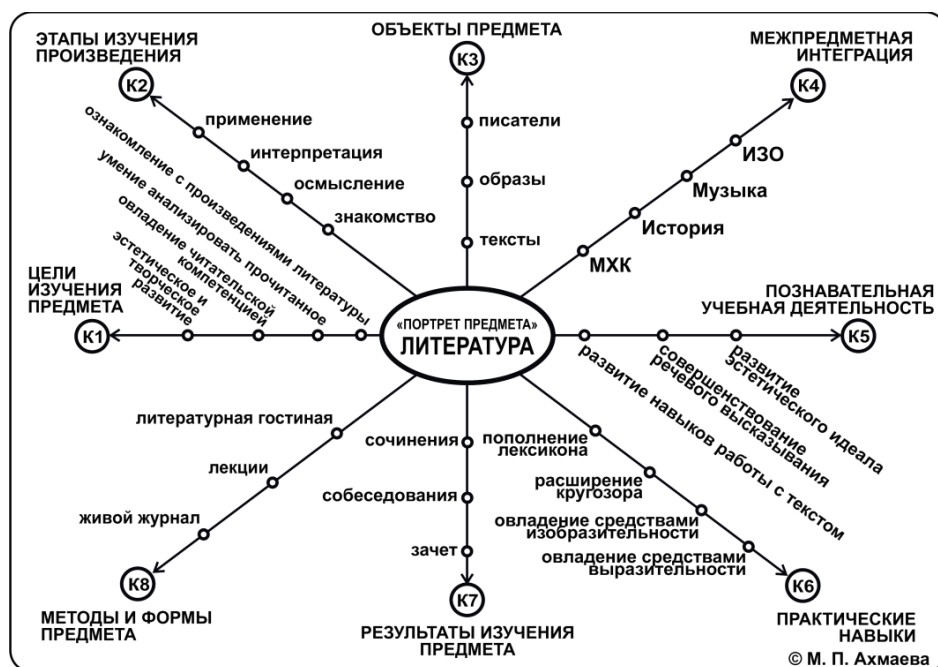 ЭТАПЫ ИЗУЧЕНИЯ
ПРОИЗВЕДЕНИЯ
К2
применение
интерпретация
осмысление
знакомство
ОБЪЕКТЫ ПРЕДМЕТА
К3
писатели
образы
тексты
МЕЖПРЕДМЕТНАЯ
ИНТЕГРАЦИЯ
К4
ИЗО
Музыка
История
МХК
ЦЕЛИ
ИЗУЧЕНИЯ
ПРЕДМЕТА
К1
ознакомление с произведениями литературы
умение анализировать прочитанное
овладение читательской
компетенцией
эстетическое и
творческое
развитие
«ПОРТРЕТ ПРЕДМЕТА»
ЛИТЕРАТУРА
ПОЗНАВАТЕЛЬНАЯ
УЧЕБНАЯ ДЕЯТЕЛЬНОСТЬ
К5
развитие
эстетического идеала
совершенствование
речевого высказывания
развитие навыков работы с текстом
литературная гостиная
лекции
живой журнал
К8
МЕТОДЫ И ФОРМЫ
ПРЕДМЕТА
сочинения
собеседования
зачет
К7
РЕЗУЛЬТАТЫ ИЗУЧЕНИЯ
ПРЕДМЕТА
пополнение
лексикона
расширение
кругозора
овладение средствами
изобразительности
овладение средствами
выразительности
К6
ПРАКТИЧЕСКИЕ
НАВЫКИ
© М. П. Ахмаева